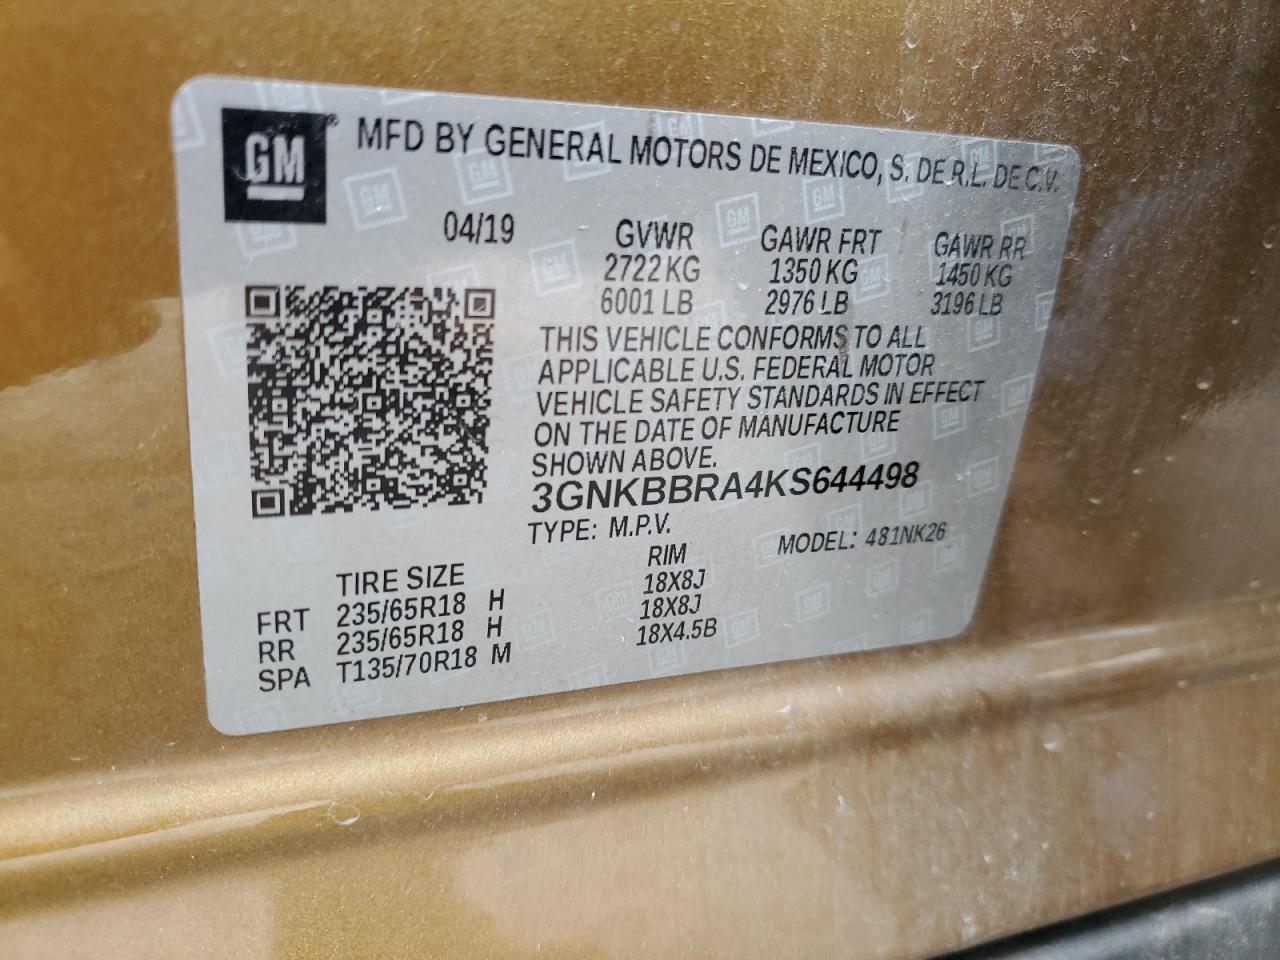 GM® MFD BY GENERAL MOTORS DE MEXICO, S. DE R.L. DE C.V.
04/19 GVWR GAWR FRT GAWR RR
2722 KG 1350 KG 1450 KG
6001 LB 2976 LB 3196 LB
THIS VEHICLE CONFORMS TO ALL
APPLICABLE U.S. FEDERAL MOTOR
VEHICLE SAFETY STANDARDS IN EFFECT
ON THE DATE OF MANUFACTURE
SHOWN ABOVE.
3GNKBBRA4KS644498
TYPE: M.P.V. MODEL: 481NK26
TIRE SIZE RIM
FRT 235/65R18 H 18X8J
RR 235/65R18 H 18X8J
SPA T135/70R18 M 18X4.5B